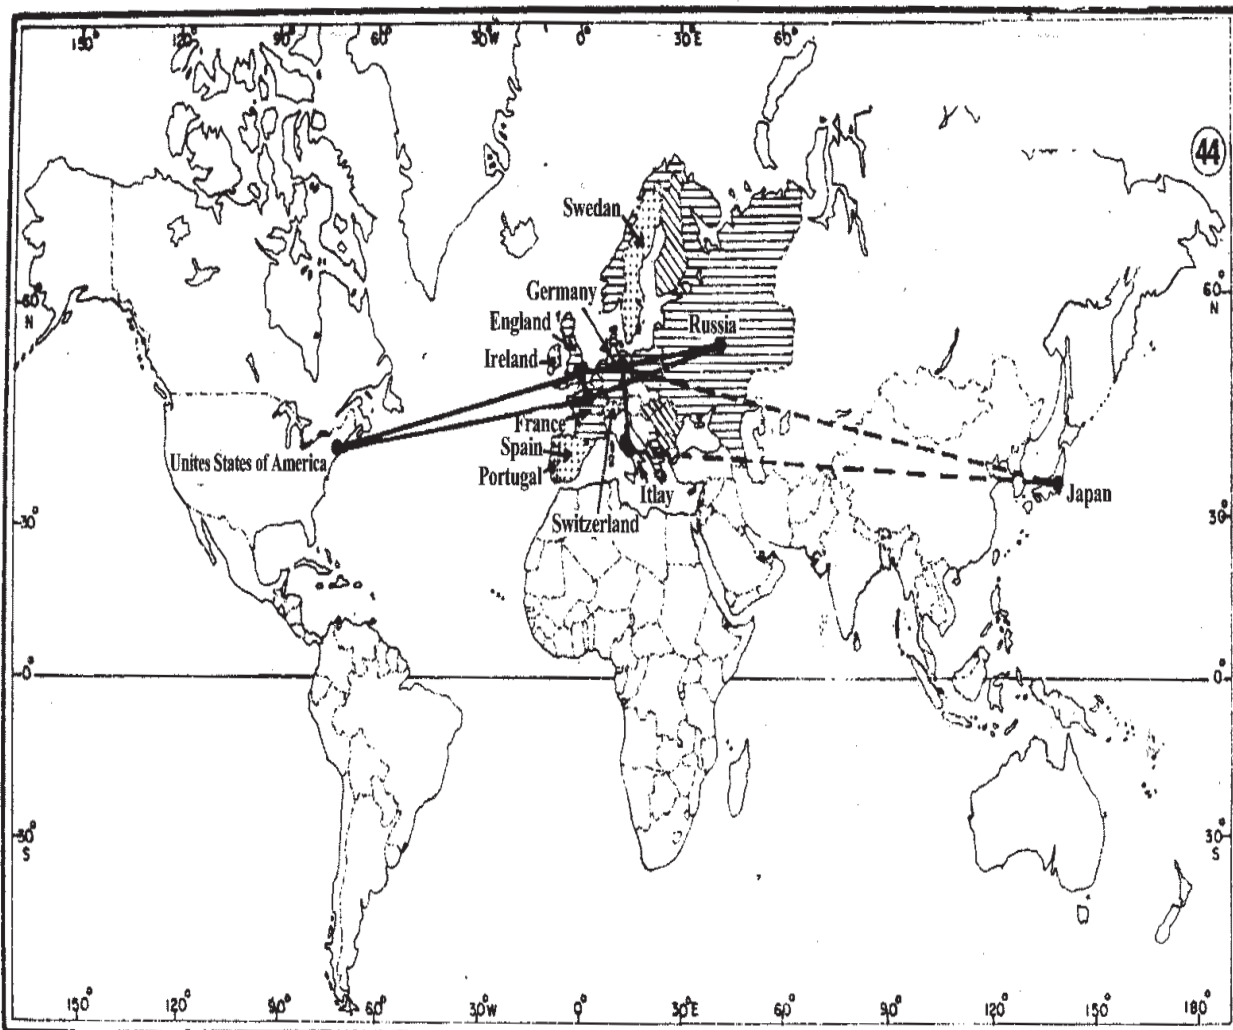 150° 120° 90° 60° 30°W 0° 30°E 60°
44
Swedan
60° N
60° N
Germany
England
Russia
Ireland
France
Unites States of America
Spain
Portugal
Itlay
Japan
Switzerland
30°
30°
0°
0°
30° S
30° S
150° 120° 90° 60° 30°W 0° 30°E 60° 90° 120° 150° 180°